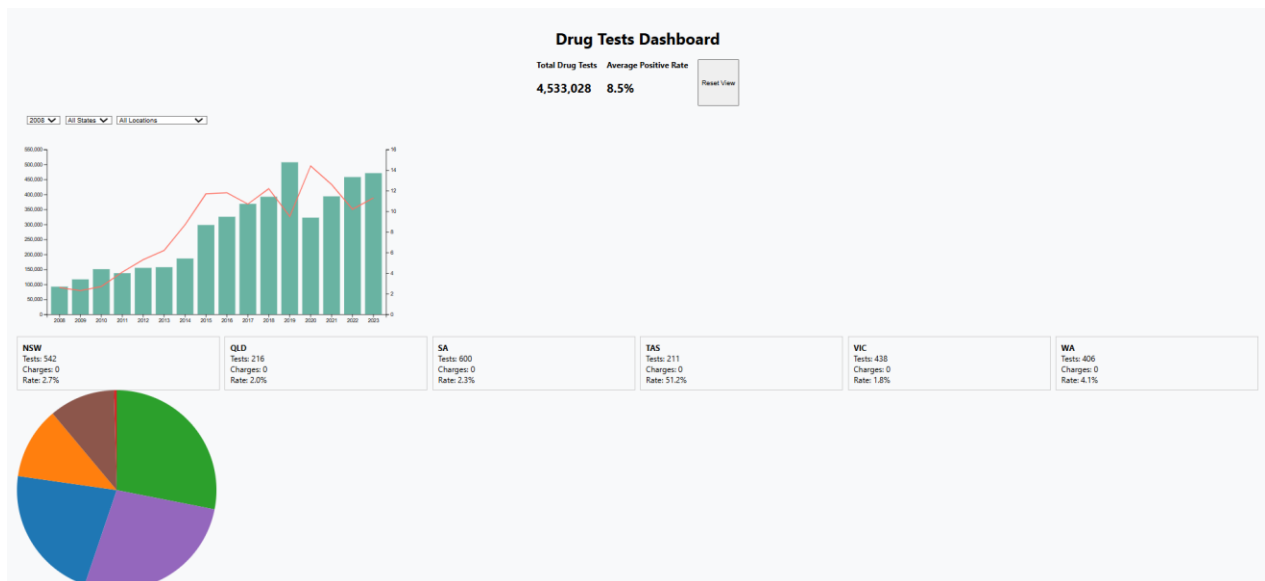 Drug Tests Dashboard
Total Drug Tests Average Positive Rate
Reset View
4,533,028 8.5%
2008 All States All Locations
550,000
500,000
450,000
400,000
350,000
300,000
250,000
200,000
150,000
100,000
50,000
0
16
14
12
10
8
6
4
2
0
2008 2009 2010 2011 2012 2013 2014 2015 2016 2017 2018 2019 2020 2021 2022 2023
NSW
Tests: 542
Charges: 0
Rate: 2.7%
QLD
Tests: 216
Charges: 0
Rate: 2.0%
SA
Tests: 600
Charges: 0
Rate: 2.3%
TAS
Tests: 211
Charges: 0
Rate: 51.2%
VIC
Tests: 438
Charges: 0
Rate: 1.8%
WA
Tests: 406
Charges: 0
Rate: 4.1%